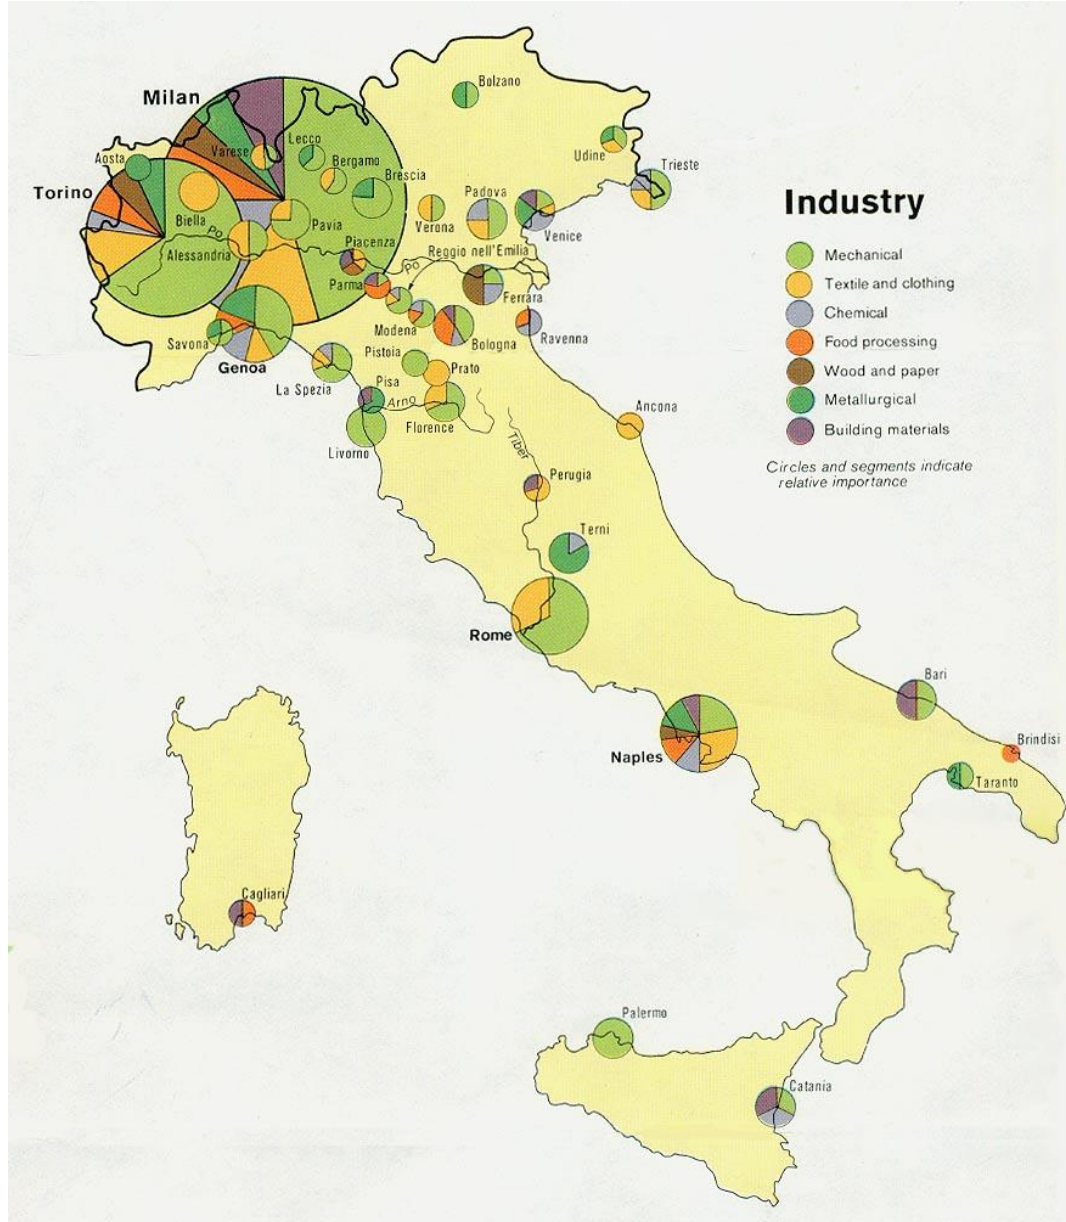 Bolzano
Milan
Lecco
Varese
Udine
Aosta
Bergamo
Trieste
Brescia
Torino
Padova
Biella
Pavia
Verona
Po
Venice
Piacenza
Reggio nell'Emilia
Alessandria
Po
Parma
Ferrara
Modena
Ravenna
Savona
Bologna
Pistoia
Genoa
Prato
La Spezia
Pisa
Arno
Ancona
Florence
Livorno
Tiber
Perugia
Terni
Rome
Bari
Brindisi
Naples
Taranto
Cagliari
Palermo
Catania
Industry
Mechanical
Textile and clothing
Chemical
Food processing
Wood and paper
Metallurgical
Building materials
Circles and segments indicate
relative importance